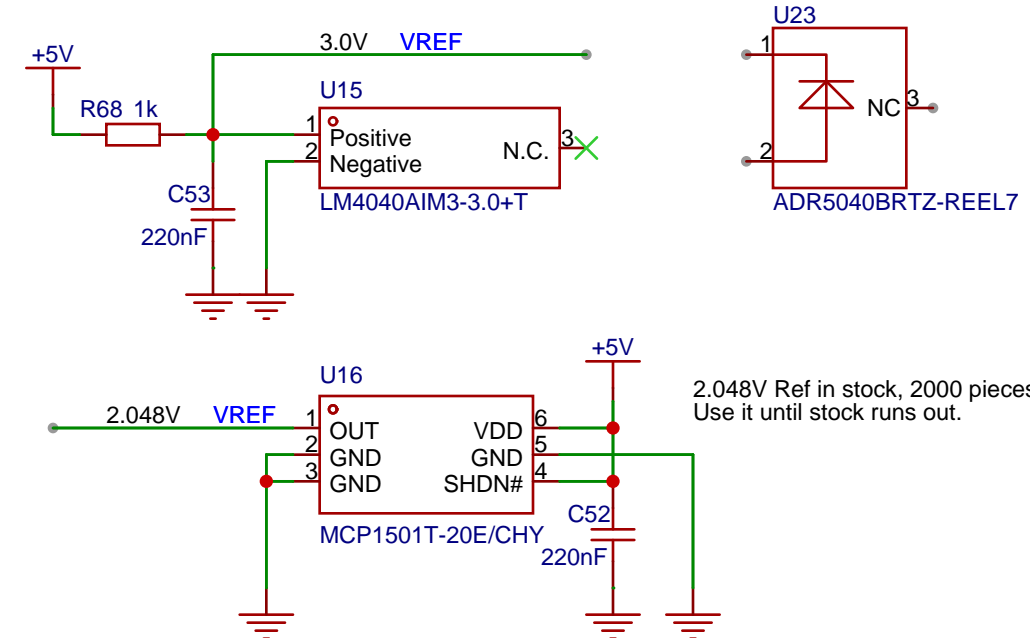 +5V
3.0V VREF
U15
R68 1k
1
Positive
2
Negative
N.C.
3
LM4040AIM3-3.0+T
C53
220nF
U23
1
2
NC
3
ADR5040BRTZ-REEL7
+5V
U16
2.048V VREF
1
OUT
2
GND
3
GND
VDD
6
GND
5
SHDN#
4
MCP1501T-20E/CHY
C52
220nF
2.048V Ref in stock, 2000 pieces
Use it until stock runs out.